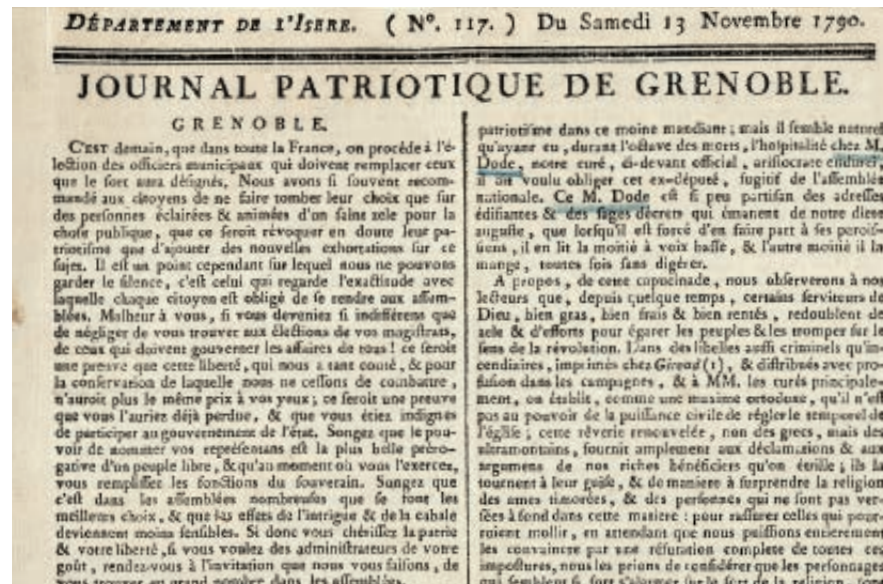 DÉPARTEMENT DE L'ISERE. ( Nº. 117. ) Du Samedi 13 Novembre 1790.
JOURNAL PATRIOTIQUE DE GRENOBLE.
GRENOBLE.
C'EST demain, que dans toute la France, on procéde à l'é-
lection des officiers municipaux qui doivent remplacer ceux
que le sort aura désignés. Nous avons si souvent recom-
mandé aux citoyens de ne faire tomber leur choix que sur
des personnes éclairées & animées d'un saint zele pour la
chose publique, que ce seroit révoquer en doute leur pa-
triotisme que d'ajouter des nouvelles exhortations sur ce
sujet. Il est un point cependant sur lequel nous ne pouvons
garder le silence, c'est celui qui regarde l'exactitude avec
laquelle chaque citoyen est obligé de se rendre aux assem-
blées. Malheur à vous, si vous deveniez si indifférens que
de négliger de vous trouver aux élections de vos magistrats,
de ceux qui doivent gouverner les affaires de tous ! ce seroit
une preuve que cette liberté, qui nous a tant couté, & pour
la conservation de laquelle nous ne cessons de combattre,
n'auroit plus le même prix à vos yeux ; ce seroit une preuve
que vous l'auriez déjà perdue, & que vous étiez indignes
de participer au gouvernement de l'état. Songez que le pou-
voir de nommer vos représentans est la plus belle préro-
gative d'un peuple libre, & qu'au moment où vous l'exercez,
vous remplissez les fonctions du souverain. Songez que
c'est dans les assemblées nombreuses que se font les
meilleurs choix, & que les effets de l'intrigue & de la cabale
deviennent moins sensibles. Si donc vous chérissez la patrie
& votre liberté, si vous voulez des administrateurs de votre
goût, rendez-vous à l'invitation que nous vous faisons, de
vous trouver en grand nombre dans les assemblées.
patriotisme dans ce moine mandiant ; mais il semble naturel
qu'ayant eu, durant l'octave des morts, l'hospitalité chez M.
Dode, notre curé, ci-devant official, aristocrate endurci,
il ait voulu obliger cet ex-député, fugitif de l'assemblée
nationale. Ce M. Dode est si peu partisan des adresses
édifiantes & des sages décrets qui émanent de notre diete
auguste, que lorsqu'il est forcé d'en faire part à ses parois-
siens, il en lit la moitié à voix basse, & l'autre moitié il la
mange, toutes fois sans digérer.
A propos, de cette capucinade, nous observerons à nos
lecteurs que, depuis quelque temps, certains serviteurs de
Dieu, bien gras, bien frais & bien rentés, redoublent de
zele & d'efforts pour égarer les peuples & les tromper sur le
sens de la révolution. Dans des libelles aussi criminels qu'in-
cendiaires, imprimés chez Giroud (1), & distribués avec pro-
fusion dans les campagnes, & à MM. les curés principale-
ment, on établit, comme une maxime ortodoxe, qu'il n'est
pas au pouvoir de la puissance civile de régler le temporel de
l'église ; cette rêverie renouvelée, non des grecs, mais des
ultramontains, fournit amplement aux déclamations & aux
argumens de nos riches bénéficiers qu'on étrille ; ils la
tournent à leur guise, & de maniere à surprendre la religion
des ames timorées, & des personnes qui ne sont pas ver-
sées à fond dans cette matiere : pour rassurer celles qui pour-
roient mollir, en attendant que nous puissions entierement
les convaincre par une réfutation complete de toutes ces
impostures, nous les prions de considérer que les personnages
qui semblent si fort s'alarmer sur le sort de la religion, sont